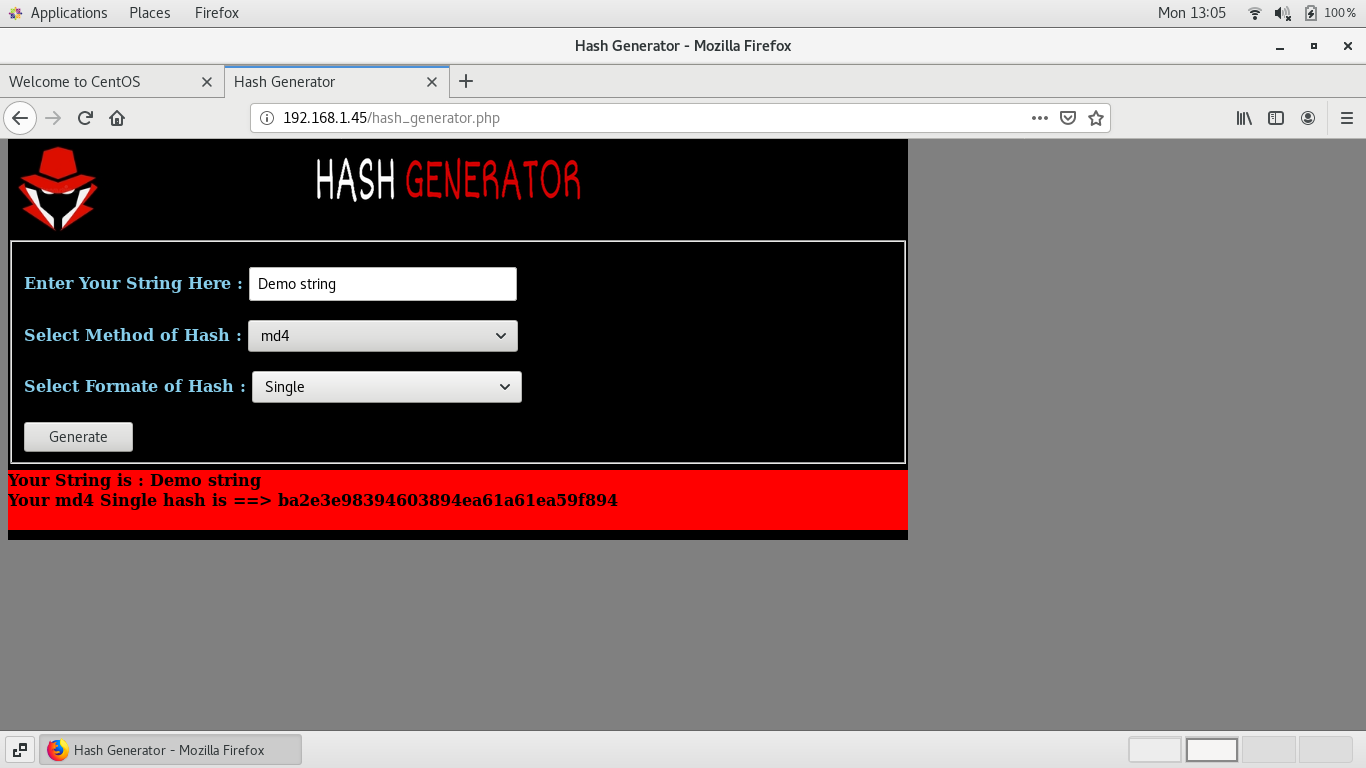 Applications Places Firefox Mon 13:05 100%
Hash Generator - Mozilla Firefox
Welcome to CentOS Hash Generator
192.168.1.45/hash_generator.php
HASH GENERATOR
Enter Your String Here : Demo string
Select Method of Hash : md4
Select Formate of Hash : Single
Generate
Your String is : Demo string
Your md4 Single hash is ==> ba2e3e98394603894ea61a61ea59f894
Hash Generator - Mozilla Firefox